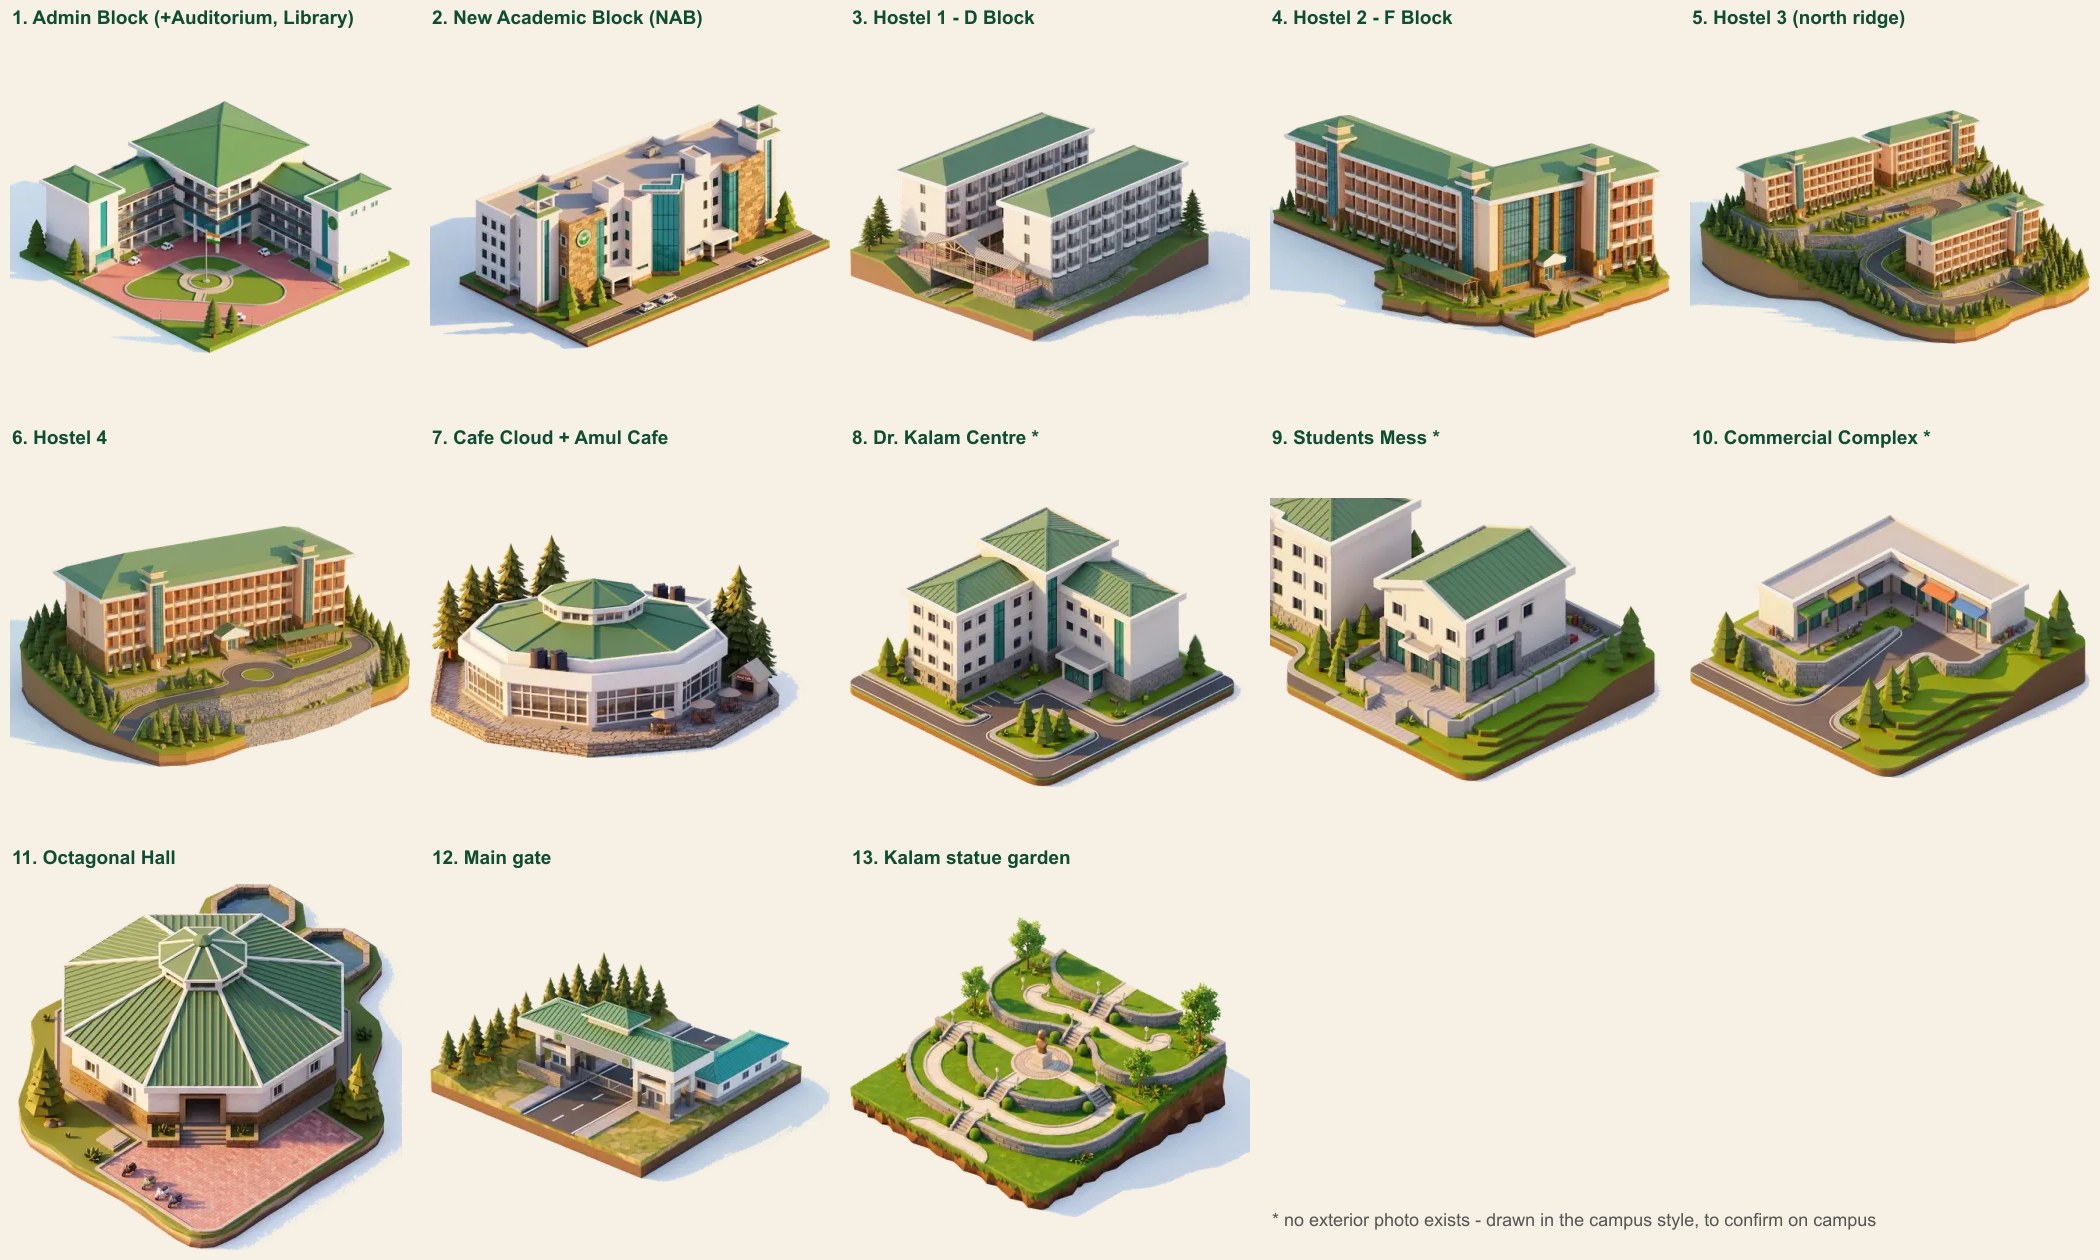 1. Admin Block (+Auditorium, Library)
2. New Academic Block (NAB)
3. Hostel 1 - D Block
4. Hostel 2 - F Block
5. Hostel 3 (north ridge)
6. Hostel 4
7. Cafe Cloud + Amul Cafe
8. Dr. Kalam Centre *
9. Students Mess *
10. Commercial Complex *
11. Octagonal Hall
12. Main gate
13. Kalam statue garden
* no exterior photo exists - drawn in the campus style, to confirm on campus